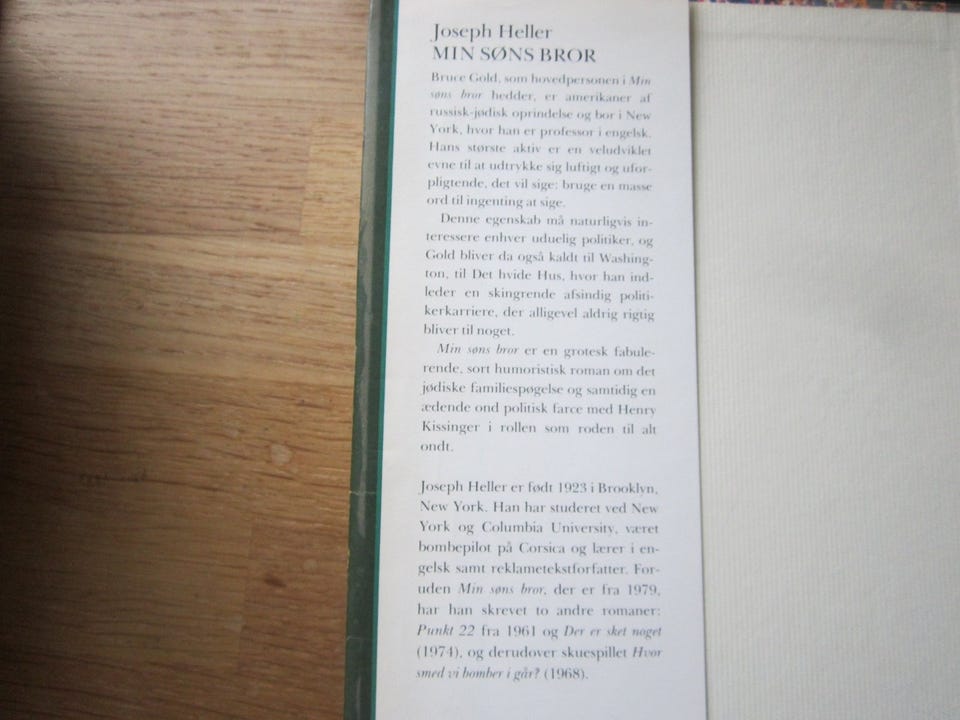 Joseph Heller
MIN SØNS BROR
Bruce Gold, som hovedpersonen i Min
søns bror hedder, er amerikaner af
russisk-jødisk oprindelse og bor i New
York, hvor han er professor i engelsk.
Hans største aktiv er en veludviklet
evne til at udtrykke sig luftigt og ufor-
pligtende, det vil sige: bruge en masse
ord til ingenting at sige.
Denne egenskab må naturligvis in-
teressere enhver uduelig politiker, og
Gold bliver da også kaldt til Washing-
ton, til Det hvide Hus, hvor han ind-
leder en skingrende afsindig politi-
kerkarriere, der alligevel aldrig rigtig
bliver til noget.
Min søns bror er en grotesk fabule-
rende, sort humoristisk roman om det
jødiske familiespøgelse og samtidig en
ædende ond politisk farce med Henry
Kissinger i rollen som roden til alt
ondt.
Joseph Heller er født 1923 i Brooklyn,
New York. Han har studeret ved New
York og Columbia University, været
bombepilot på Corsica og lærer i en-
gelsk samt reklametekstforfatter. For-
uden Min søns bror, der er fra 1979,
har han skrevet to andre romaner:
Punkt 22 fra 1961 og Der er sket noget
(1974), og derudover skuespillet Hvor
smed vi bomber i går? (1968).